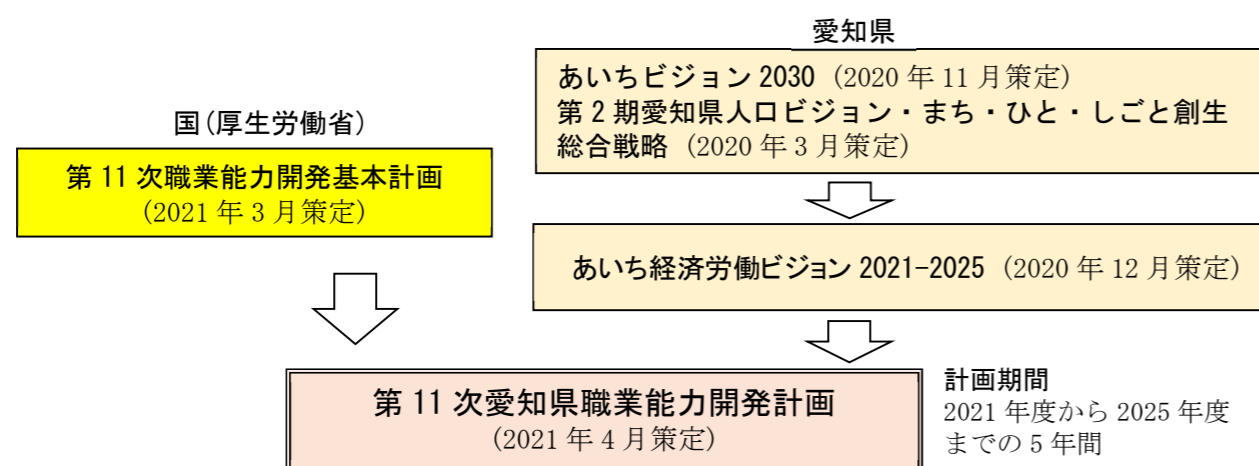 国(厚生労働省)
第 11 次職業能力開発基本計画
(2021 年 3 月策定)
愛知県
あいちビジョン 2030 (2020 年 11 月策定)
第 2 期愛知県人口ビジョン・まち・ひと・しごと創生
総合戦略 (2020 年 3 月策定)
あいち経済労働ビジョン 2021-2025 (2020 年 12 月策定)
第 11 次愛知県職業能力開発計画
(2021 年 4 月策定)
計画期間
2021 年度から 2025 年度
までの 5 年間